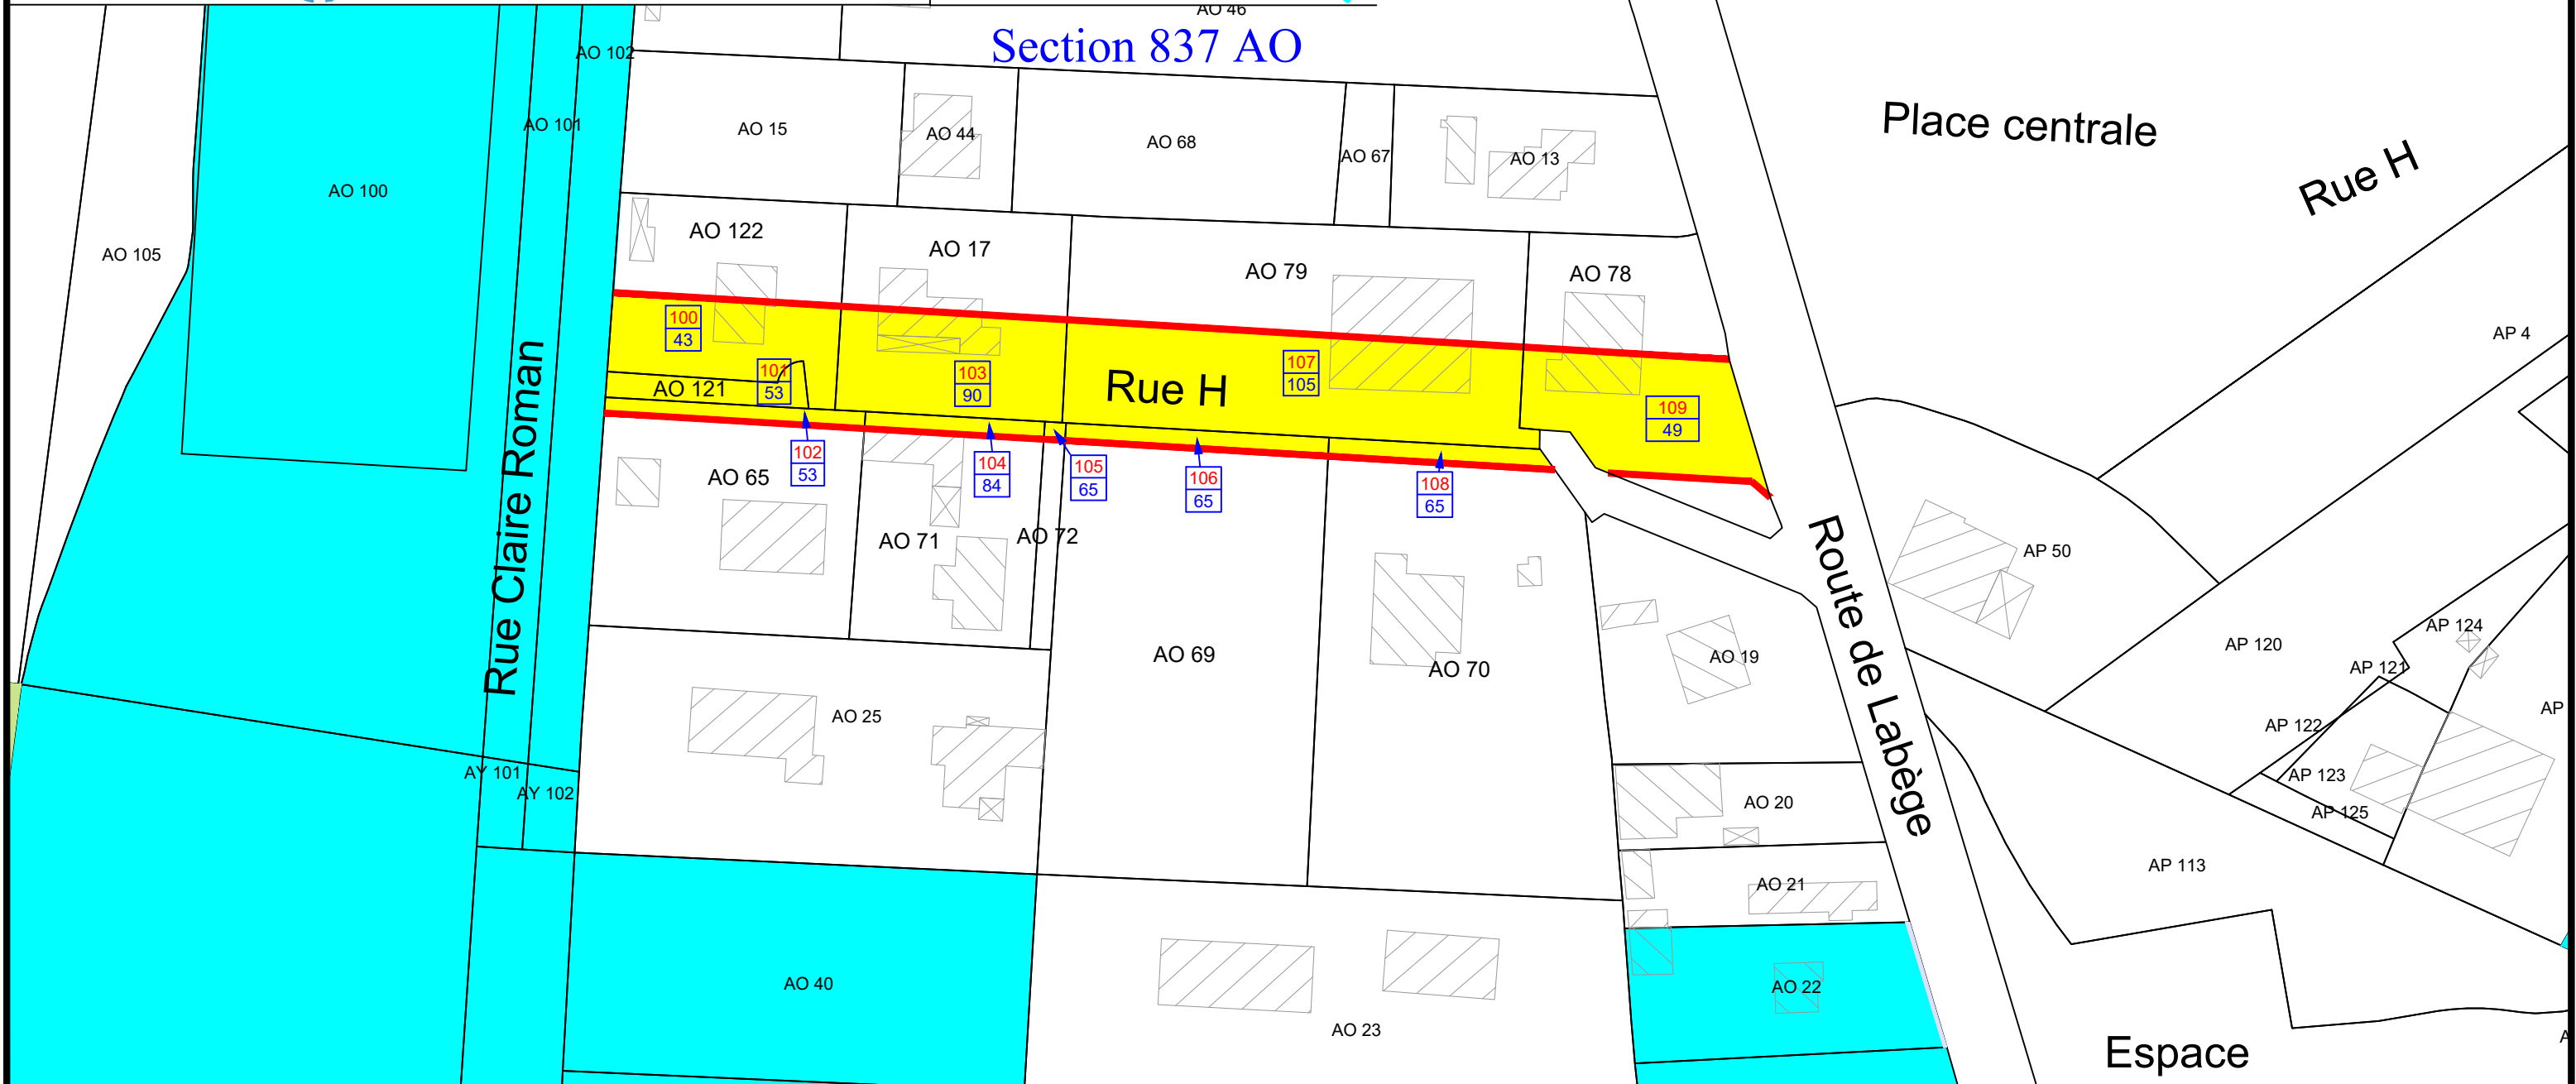 AO 46
Section 837 AO
AO 102
AO 101
AO 15
AO 44
AO 68
AO 67
AO 13
Place centrale
Rue H
AO 100
AO 105
AO 122
AO 17
AO 79
AO 78
100
43
101
53
AO 121
103
90
Rue H
107
105
109
49
AP 4
Rue Claire Roman
102
53
104
84
105
65
106
65
108
65
AO 65
AO 71
AO 72
AO 69
AO 70
Route de Labège
AP 50
AO 19
AP 124
AP 120
AP 121
AP 122
AP
AP 123
AP 125
AO 25
AY 101
AY 102
AO 20
AO 21
AP 113
AO 40
AO 22
AO 23
Espace
A